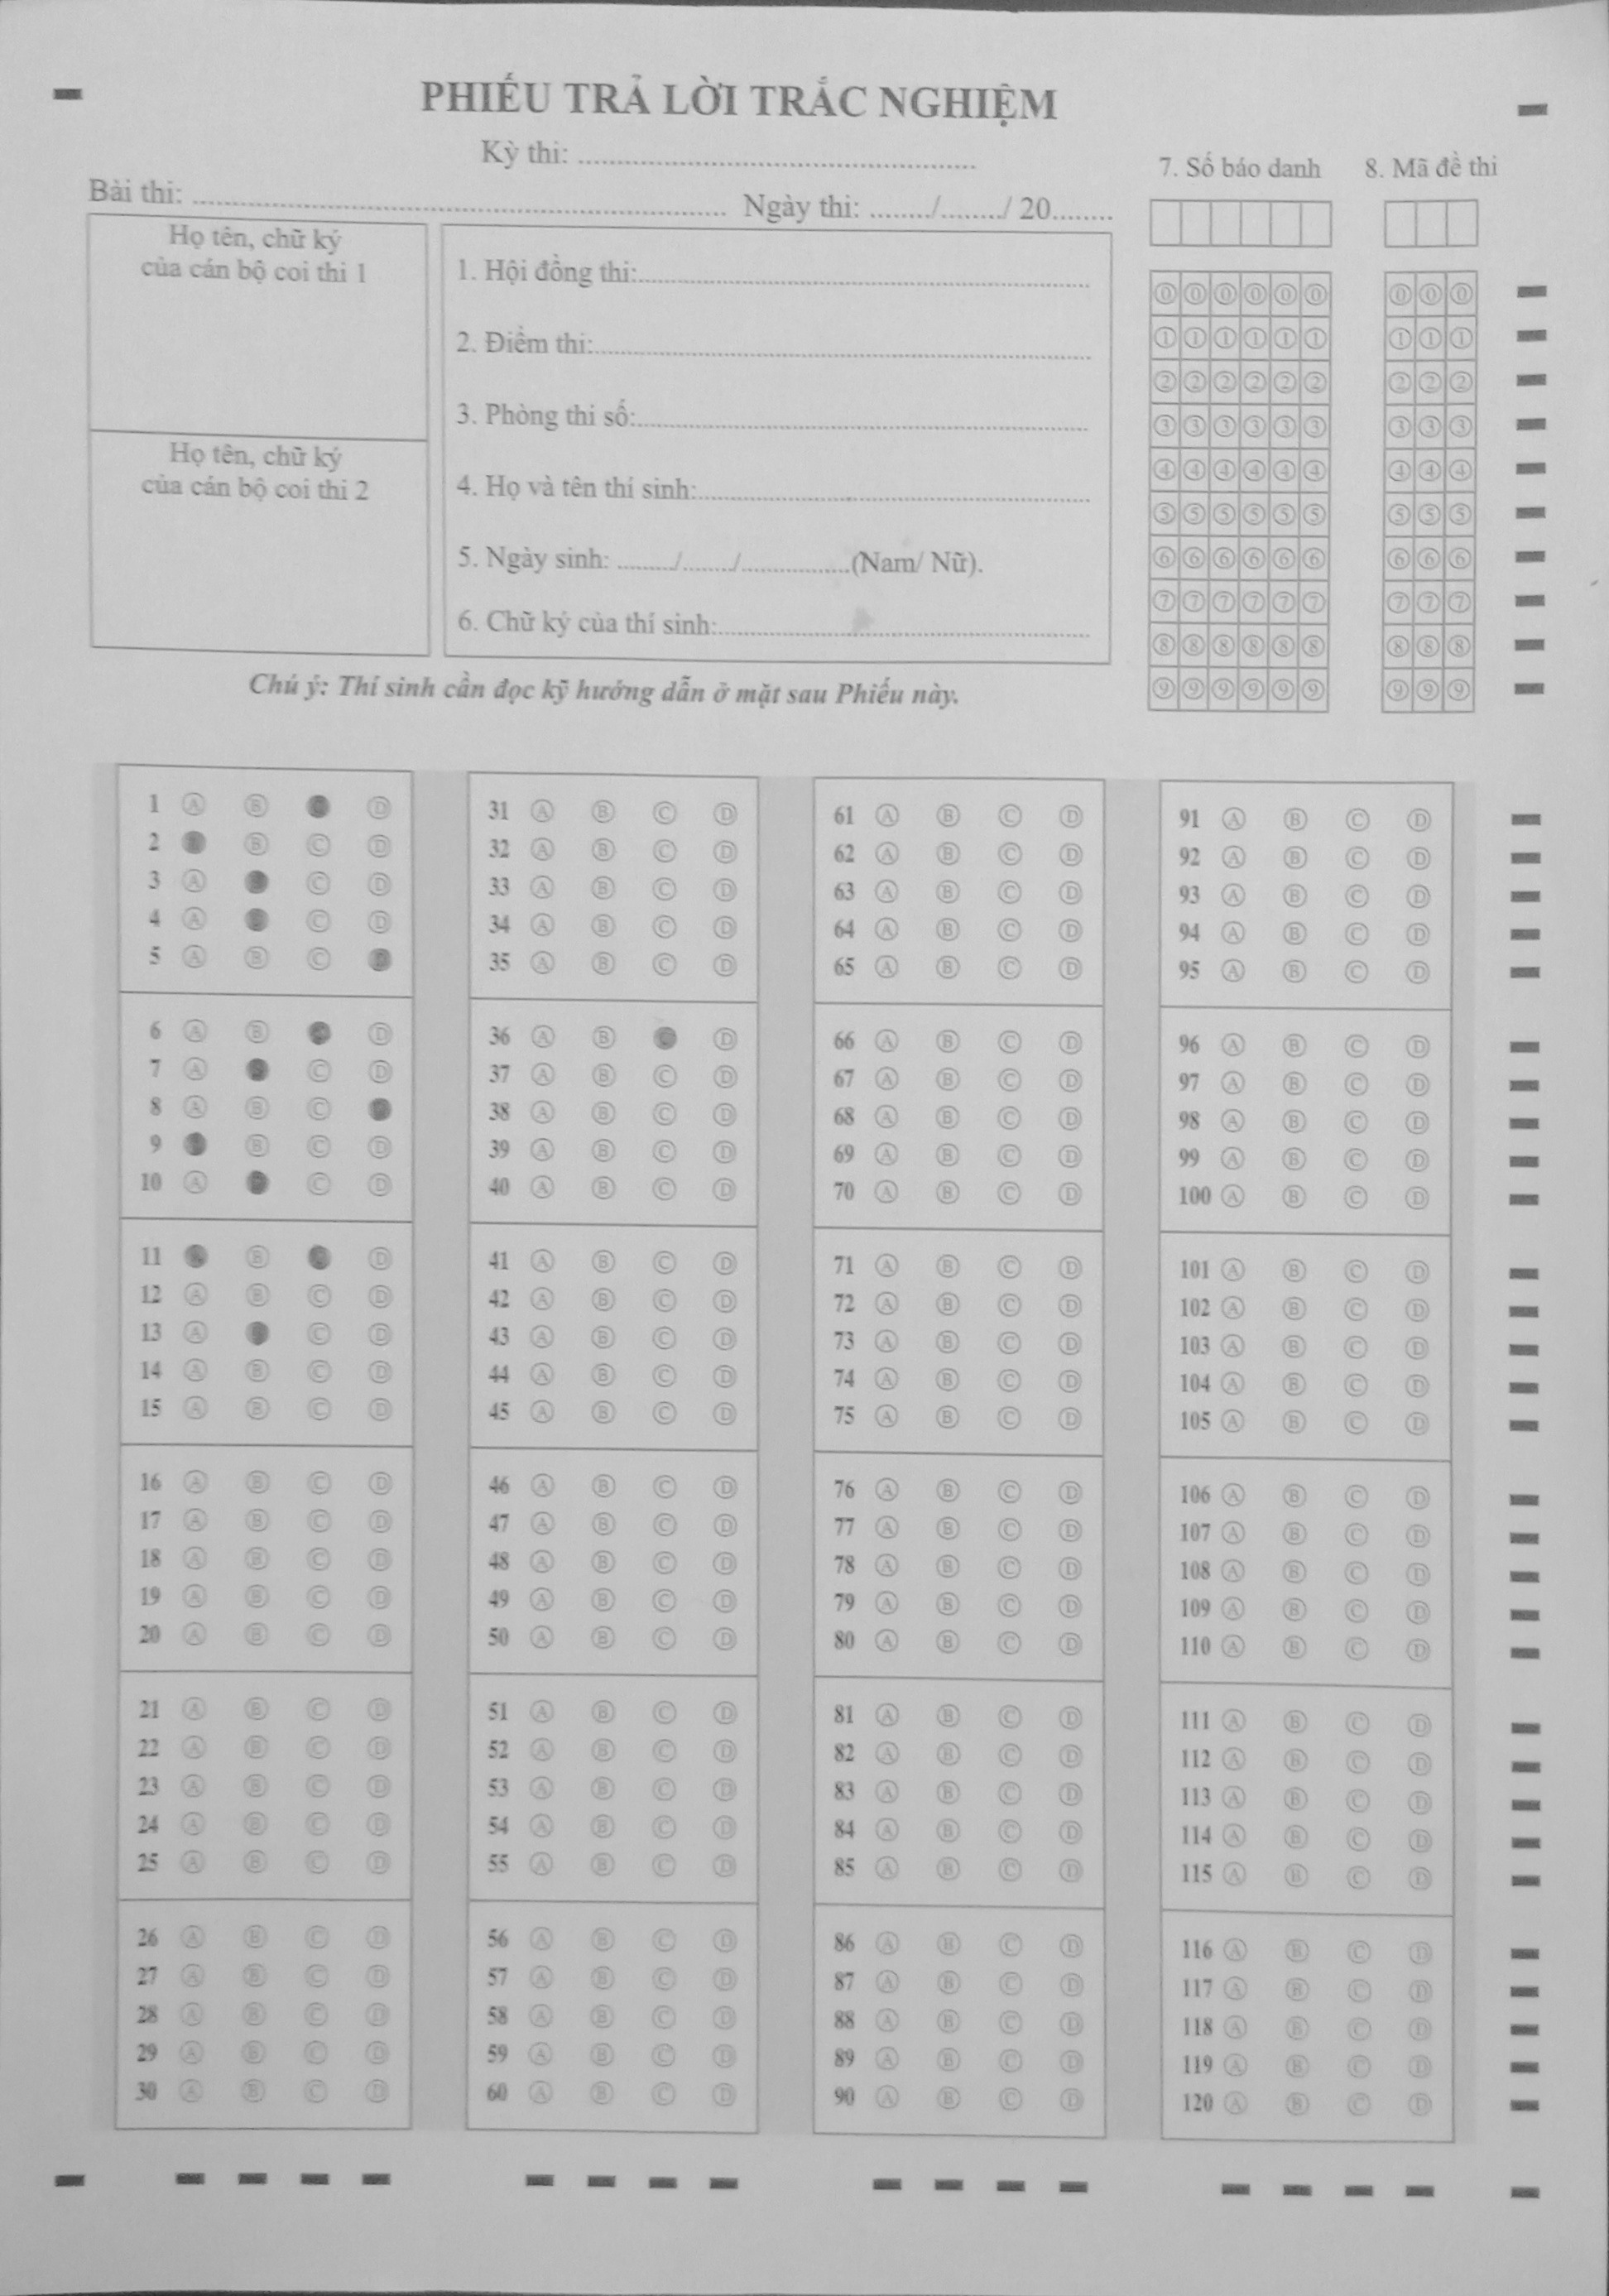 PHIẾU TRẢ LỜI TRẮC NGHIỆM
Kỳ thi: ........................................
Bài thi: ........................................ Ngày thi: ......../......../ 20........
7. Số báo danh 8. Mã đề thi
Họ tên, chữ ký
của cán bộ coi thi 1
Họ tên, chữ ký
của cán bộ coi thi 2
1. Hội đồng thi:........................................
2. Điểm thi:........................................
3. Phòng thi số:........................................
4. Họ và tên thí sinh:........................................
5. Ngày sinh: ......../......../................(Nam/ Nữ).
6. Chữ ký của thí sinh:........................................
Chú ý: Thí sinh cần đọc kỹ hướng dẫn ở mặt sau Phiếu này.
0 0 0 0 0 0 0 0 0
1 1 1 1 1 1 1 1 1
2 2 2 2 2 2 2 2 2
3 3 3 3 3 3 3 3 3
4 4 4 4 4 4 4 4 4
5 5 5 5 5 5 5 5 5
6 6 6 6 6 6 6 6 6
7 7 7 7 7 7 7 7 7
8 8 8 8 8 8 8 8 8
9 9 9 9 9 9 9 9 9
1 A B D
2 B C D
3 A C D
4 A C D
5 A B C
6 A B D
7 A C D
8 A B C
9 B C D
10 A C D
11 B D
12 A B C D
13 A C D
14 A B C D
15 A B C D
16 A B C D
17 A B C D
18 A B C D
19 A B C D
20 A B C D
21 A B C D
22 A B C D
23 A B C D
24 A B C D
25 A B C D
26 A B C D
27 A B C D
28 A B C D
29 A B C D
30 A B C D
31 A B C D
32 A B C D
33 A B C D
34 A B C D
35 A B C D
36 A B D
37 A B C D
38 A B C D
39 A B C D
40 A B C D
41 A B C D
42 A B C D
43 A B C D
44 A B C D
45 A B C D
46 A B C D
47 A B C D
48 A B C D
49 A B C D
50 A B C D
51 A B C D
52 A B C D
53 A B C D
54 A B C D
55 A B C D
56 A B C D
57 A B C D
58 A B C D
59 A B C D
60 A B C D
61 A B C D
62 A B C D
63 A B C D
64 A B C D
65 A B C D
66 A B C D
67 A B C D
68 A B C D
69 A B C D
70 A B C D
71 A B C D
72 A B C D
73 A B C D
74 A B C D
75 A B C D
76 A B C D
77 A B C D
78 A B C D
79 A B C D
80 A B C D
81 A B C D
82 A B C D
83 A B C D
84 A B C D
85 A B C D
86 A B C D
87 A B C D
88 A B C D
89 A B C D
90 A B C D
91 A B C D
92 A B C D
93 A B C D
94 A B C D
95 A B C D
96 A B C D
97 A B C D
98 A B C D
99 A B C D
100 A B C D
101 A B C D
102 A B C D
103 A B C D
104 A B C D
105 A B C D
106 A B C D
107 A B C D
108 A B C D
109 A B C D
110 A B C D
111 A B C D
112 A B C D
113 A B C D
114 A B C D
115 A B C D
116 A B C D
117 A B C D
118 A B C D
119 A B C D
120 A B C D